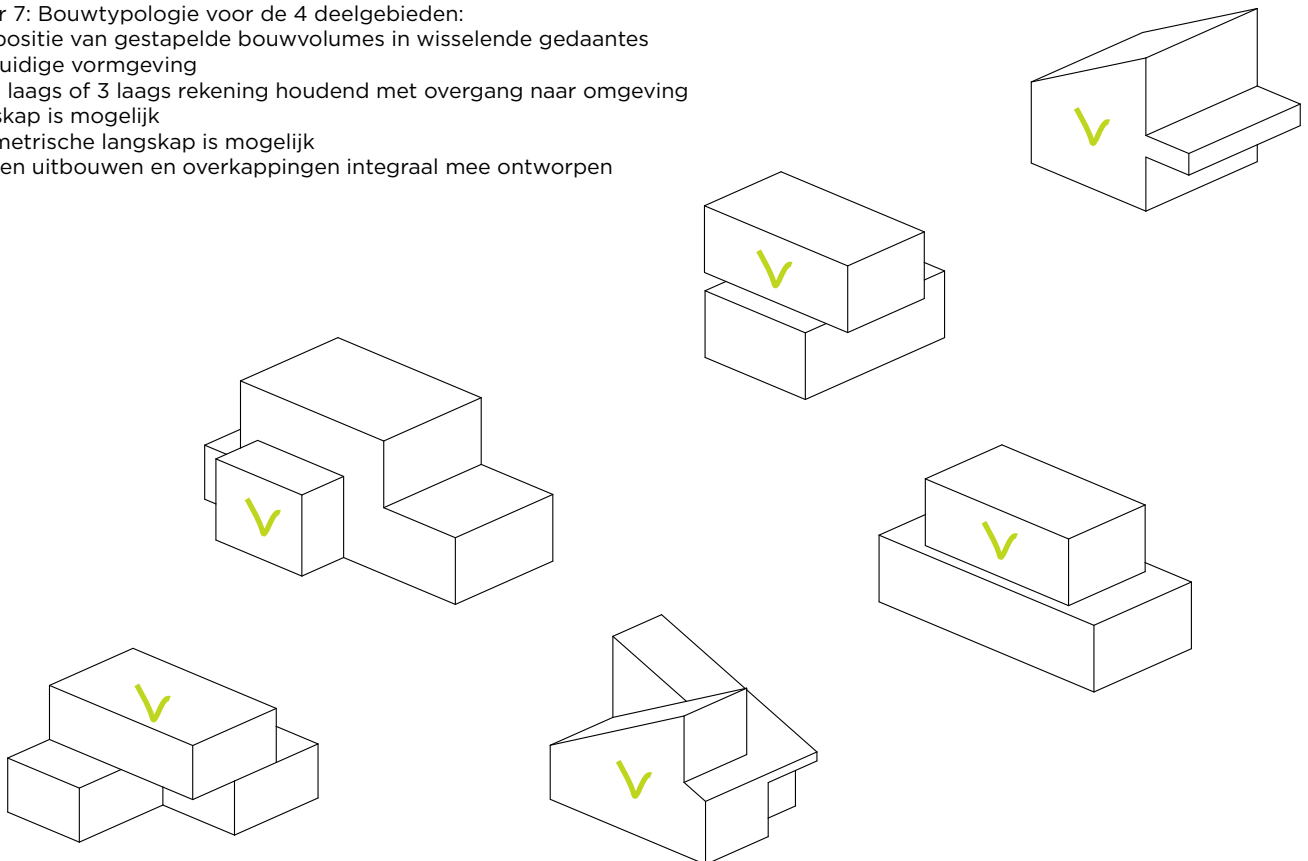 r 7: Bouwtypologie voor de 4 deelgebieden:
positie van gestapelde bouwvolumes in wisselende gedaantes
uidige vormgeving
laags of 3 laags rekening houdend met overgang naar omgeving
skap is mogelijk
metrische langskap is mogelijk
en uitbouwen en overkappingen integraal mee ontworpen